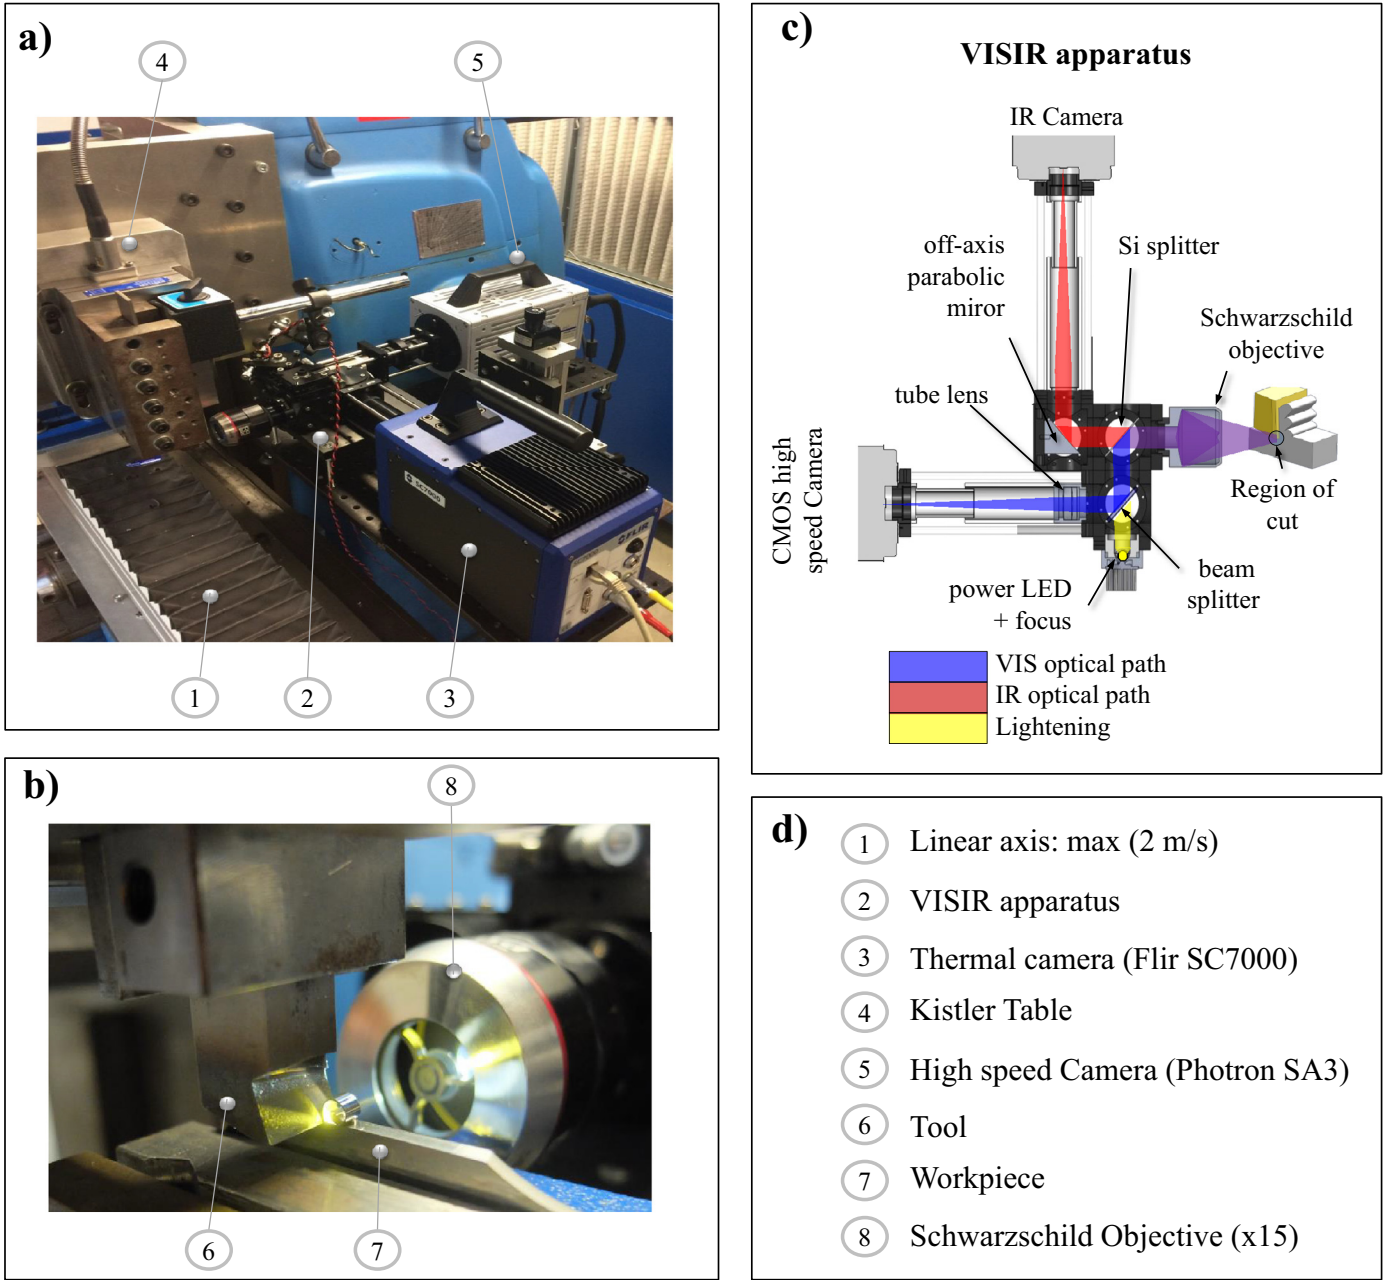 a)
4
5
SC7000
FLIR
1
2
3
b)
8
6
7
c)
VISIR apparatus
IR Camera
off-axis
parabolic
miror
Si splitter
Schwarzschild
objective
tube lens
CMOS high
speed Camera
Region of
cut
power LED
+ focus
beam
splitter
VIS optical path
IR optical path
Lightening
d)
1 Linear axis: max (2 m/s)
2 VISIR apparatus
3 Thermal camera (Flir SC7000)
4 Kistler Table
5 High speed Camera (Photron SA3)
6 Tool
7 Workpiece
8 Schwarzschild Objective (x15)